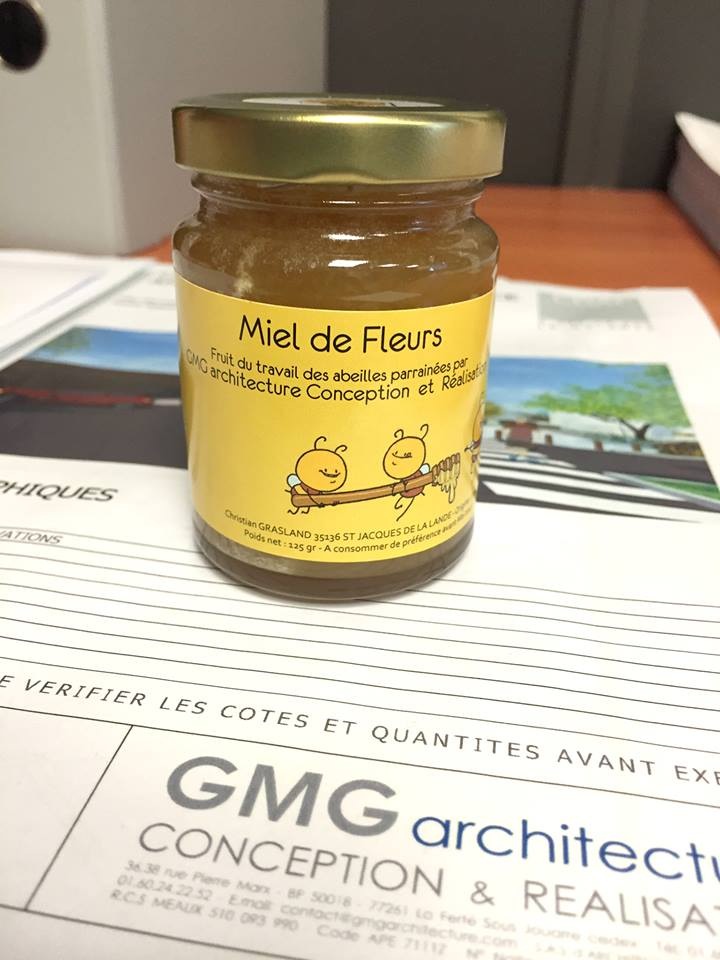 Miel de Fleurs
Fruit du travail des abeilles parrainées par
GMG architecture Conception et
Christian GRASLAND 35136 ST JACQUES DE LA LANDE
Poids net : 125 gr - A consommer de préférence avant
PHIQUES
VERIFIER LES COTES ET QUANTITES AVANT
GMG
CONCEPTION &
36.38 rue Pierre Marx - BP 50018 - 77261 La Ferté Sous Jouarre cedex
01.60.24.22.52 Email: contact@gmgarchitecture.com
R.C.S MEAUX 510 093 990 Code APE 7111Z